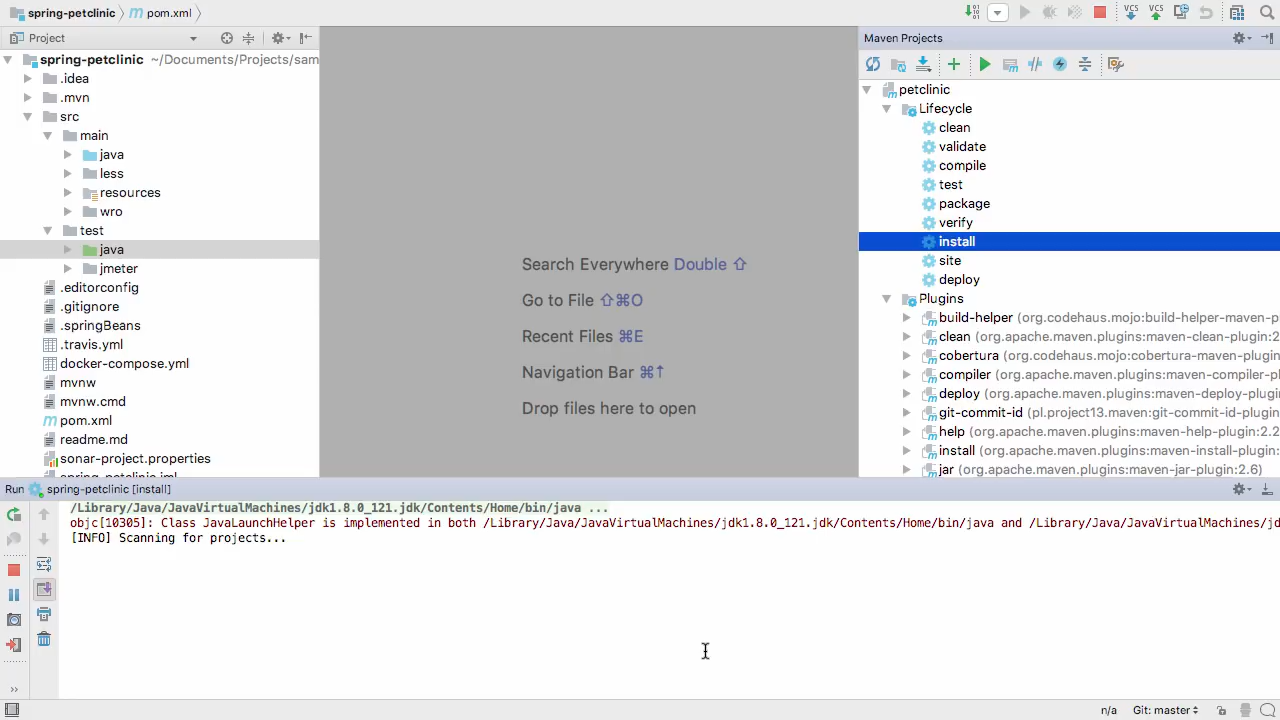 spring-petclinic pom.xml
Project
spring-petclinic ~/Documents/Projects/sam
.idea
.mvn
src
main
java
less
resources
wro
test
java
jmeter
.editorconfig
.gitignore
.springBeans
.travis.yml
docker-compose.yml
mvnw
mvnw.cmd
pom.xml
readme.md
sonar-project.properties
spring-petclinic.iml
Search Everywhere Double ⇧
Go to File ⇧⌘O
Recent Files ⌘E
Navigation Bar ⌘↑
Drop files here to open
VCS VCS
Maven Projects
petclinic
Lifecycle
clean
validate
compile
test
package
verify
install
site
deploy
Plugins
build-helper (org.codehaus.mojo:build-helper-maven-p
clean (org.apache.maven.plugins:maven-clean-plugin:2
cobertura (org.codehaus.mojo:cobertura-maven-plugin
compiler (org.apache.maven.plugins:maven-compiler-pl
deploy (org.apache.maven.plugins:maven-deploy-plugin
git-commit-id (pl.project13.maven:git-commit-id-plugin
help (org.apache.maven.plugins:maven-help-plugin:2.2
install (org.apache.maven.plugins:maven-install-plugin:
jar (org.apache.maven.plugins:maven-jar-plugin:2.6)
Run spring-petclinic [install]
/Library/Java/JavaVirtualMachines/jdk1.8.0_121.jdk/Contents/Home/bin/java ...
objc[10305]: Class JavaLaunchHelper is implemented in both /Library/Java/JavaVirtualMachines/jdk1.8.0_121.jdk/Contents/Home/bin/java and /Library/Java/JavaVirtualMachines/jd
[INFO] Scanning for projects...
n/a Git: master